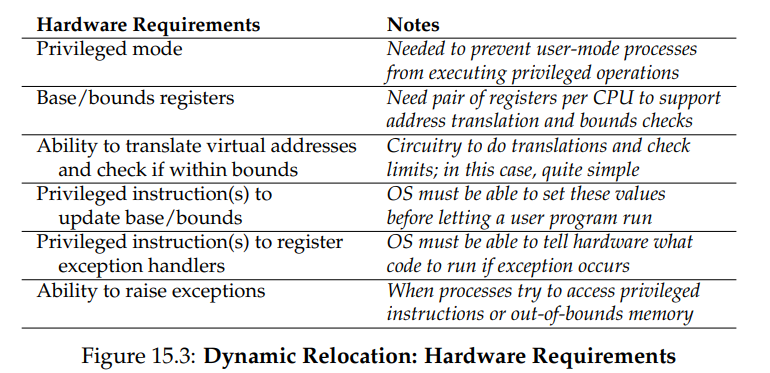 Hardware Requirements Notes
Privileged mode Needed to prevent user-mode processes
from executing privileged operations
Base/bounds registers Need pair of registers per CPU to support
address translation and bounds checks
Ability to translate virtual addresses Circuitry to do translations and check
and check if within bounds limits; in this case, quite simple
Privileged instruction(s) to OS must be able to set these values
update base/bounds before letting a user program run
Privileged instruction(s) to register OS must be able to tell hardware what
exception handlers code to run if exception occurs
Ability to raise exceptions When processes try to access privileged
instructions or out-of-bounds memory
Figure 15.3: Dynamic Relocation: Hardware Requirements